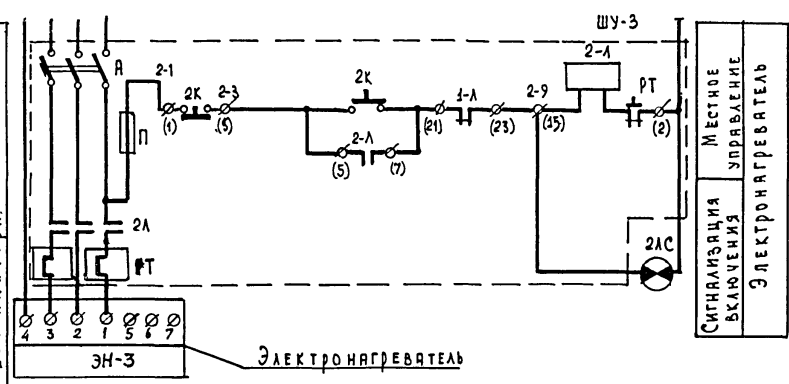 ШУ-3
А
2-1
2К
2-3
2К
1-Л
2-9
2-Л
РТ
(1)
(9)
(21)
(23)
(15)
(2)
П
2-Л
(5)
(7)
2Л
РТ
2ЛС
4 3 2 1 5 6 7
ЭН-3
Электронагреватель
Местное
управление
Сигнализация
включения
Электронагреватель